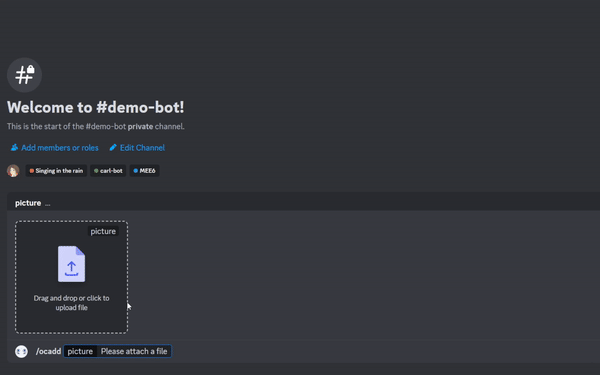 Welcome to #demo-bot!
This is the start of the #demo-bot private channel.
Add members or roles Edit Channel
Singing in the rain carl-bot MEE6
picture ...
picture
Drag and drop or click to
upload file
/ocadd picture Please attach a file